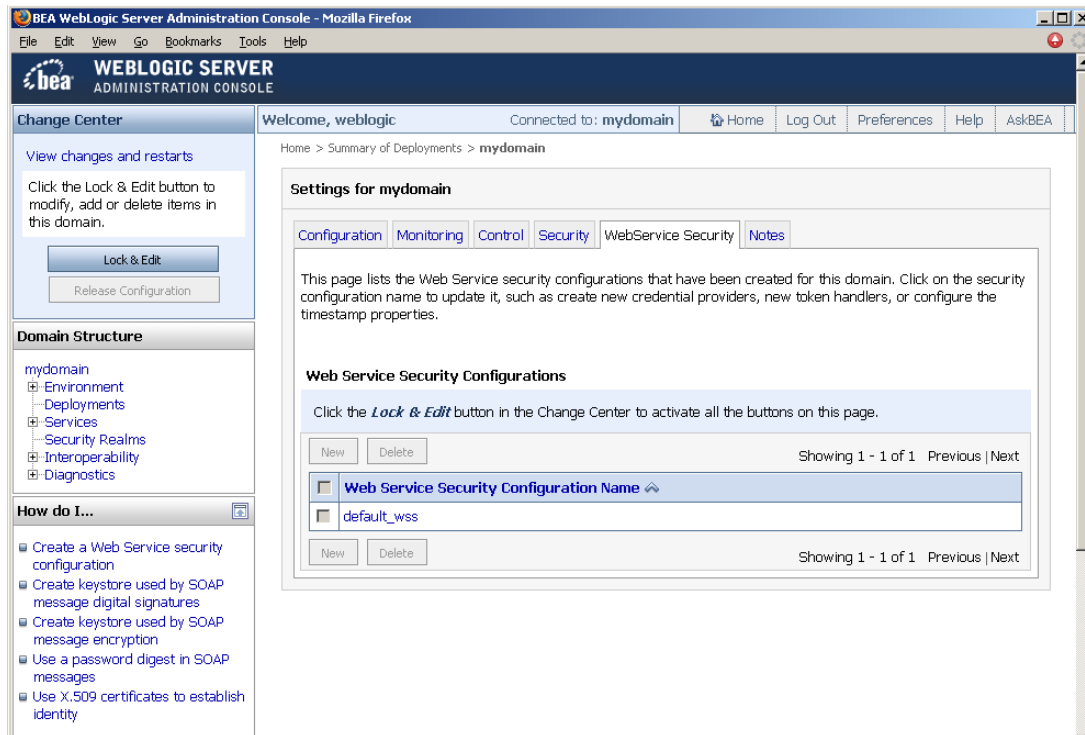 BEA WebLogic Server Administration Console - Mozilla Firefox
File Edit View Go Bookmarks Tools Help
bea WEBLOGIC SERVER
ADMINISTRATION CONSOLE
Change Center
View changes and restarts
Click the Lock & Edit button to
modify, add or delete items in
this domain.
Lock & Edit
Release Configuration
Domain Structure
mydomain
Environment
Deployments
Services
Security Realms
Interoperability
Diagnostics
How do I...
Create a Web Service security
configuration
Create keystore used by SOAP
message digital signatures
Create keystore used by SOAP
message encryption
Use a password digest in SOAP
messages
Use X.509 certificates to establish
identity
Welcome, weblogic Connected to: mydomain Home Log Out Preferences Help AskBEA
Home > Summary of Deployments > mydomain
Settings for mydomain
Configuration Monitoring Control Security WebService Security Notes
This page lists the Web Service security configurations that have been created for this domain. Click on the security
configuration name to update it, such as create new credential providers, new token handlers, or configure the
timestamp properties.
Web Service Security Configurations
Click the Lock & Edit button in the Change Center to activate all the buttons on this page.
New Delete Showing 1 - 1 of 1 Previous | Next
Web Service Security Configuration Name
default_wss
New Delete Showing 1 - 1 of 1 Previous | Next